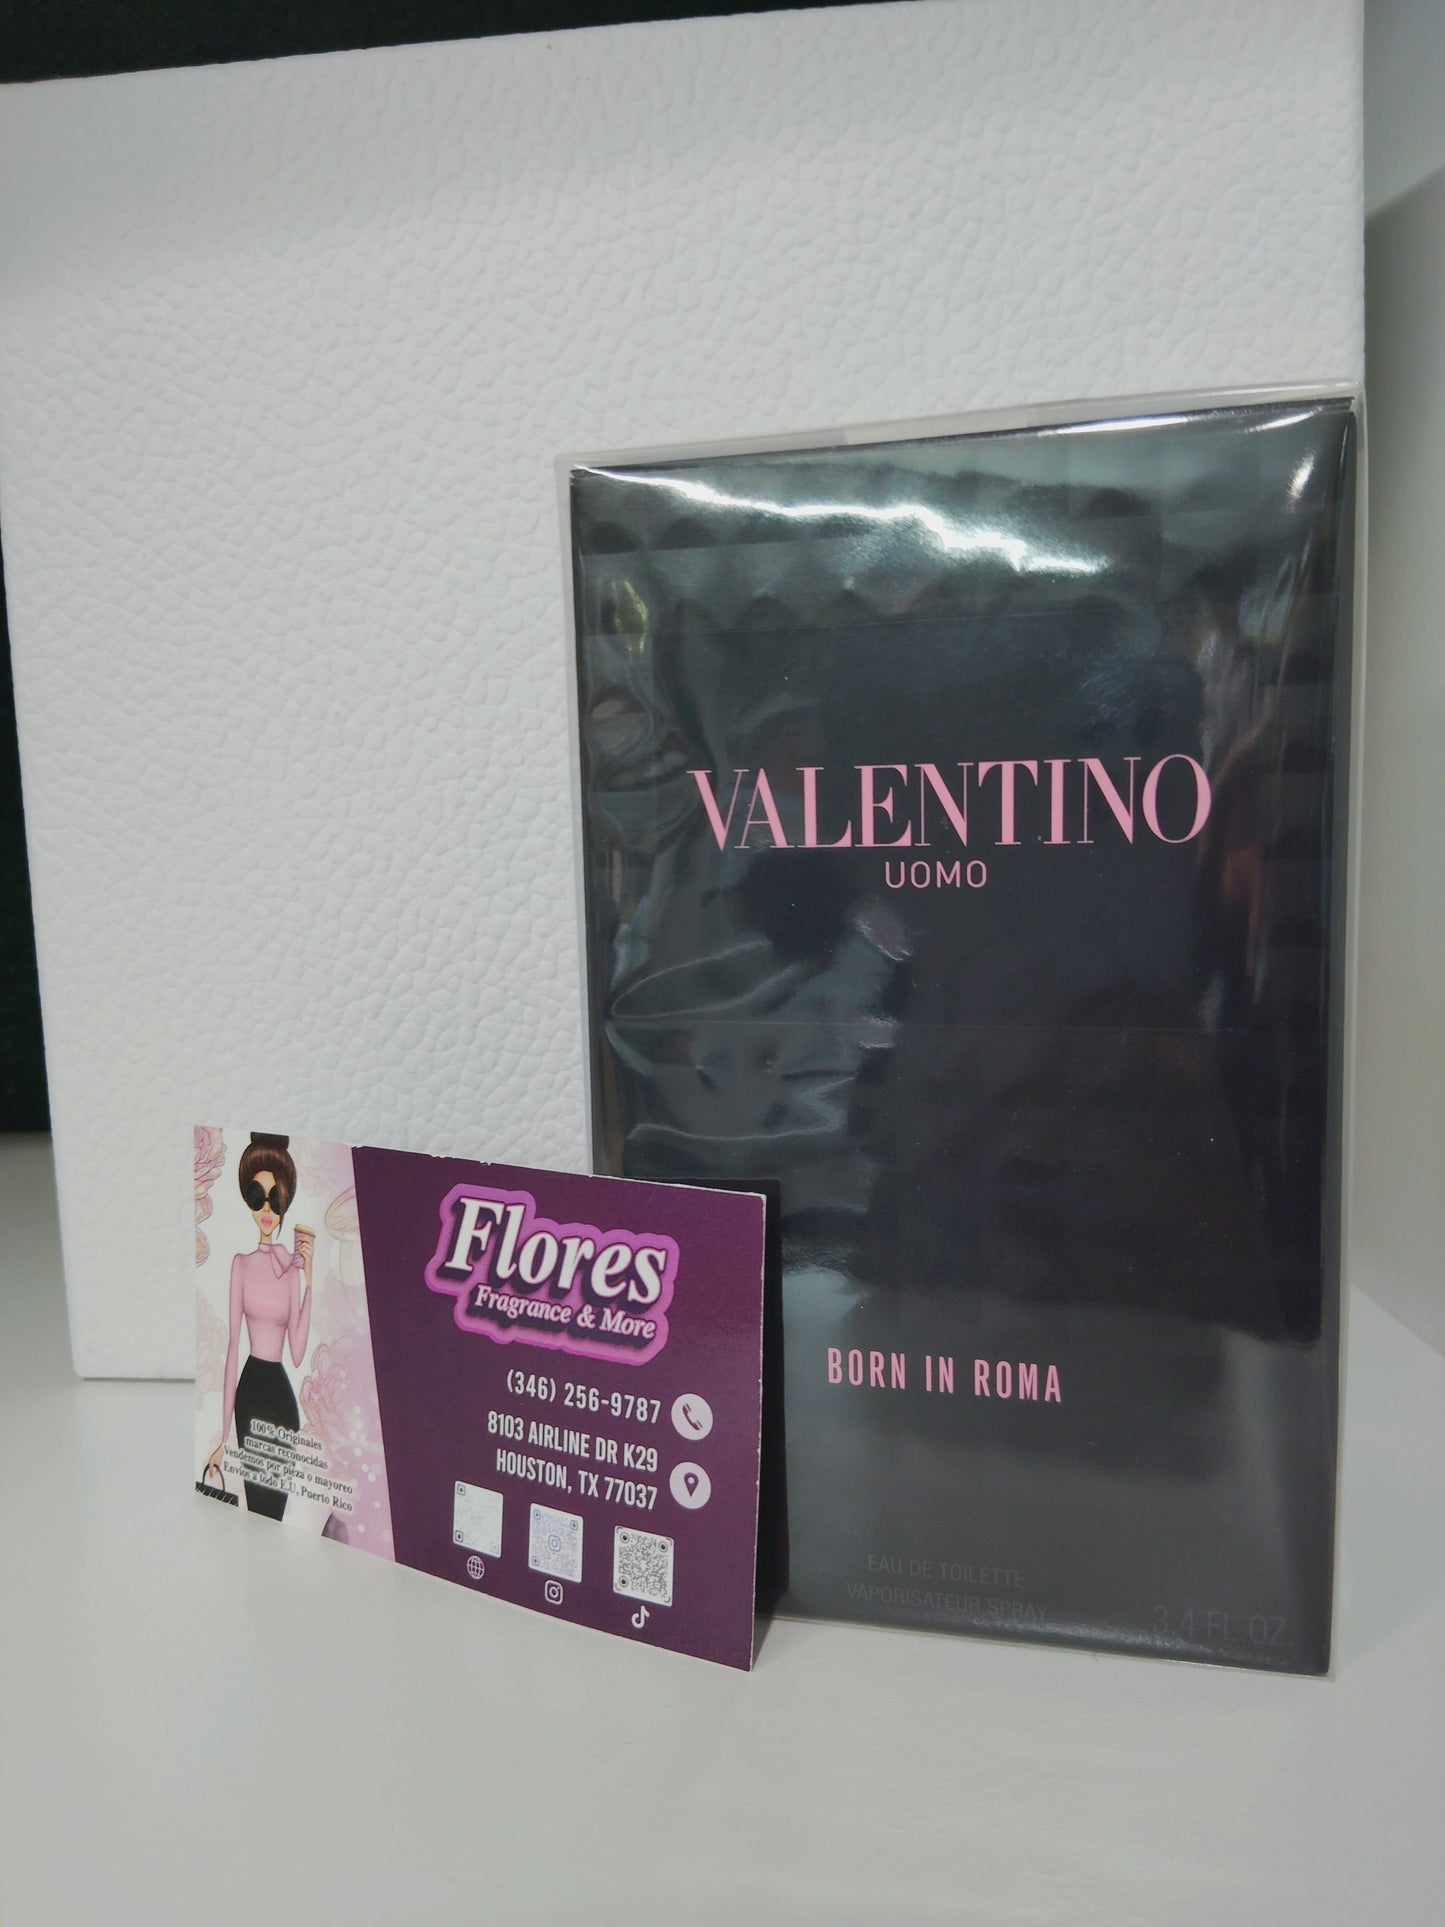 VALENTINO
UOMO
BORN IN ROMA
EAU DE TOILETTE
VAPORISATEUR SPRAY
3.4 FL.OZ.
Flores
Fragrance & More
(346) 256-9787
8103 AIRLINE DR K29
HOUSTON, TX 77037
100% Originales
marcas reconocidas
Vendemos por pieza o mayoreo
Envios a todo E.U, Puerto Rico